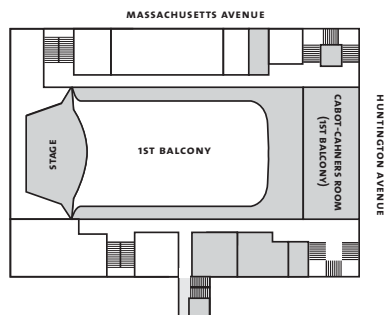 MASSACHUSETTS AVENUE
STAGE
1ST BALCONY
CABOT-CAHNERS ROOM
(1ST BALCONY)
HUNTINGTON AVENUE